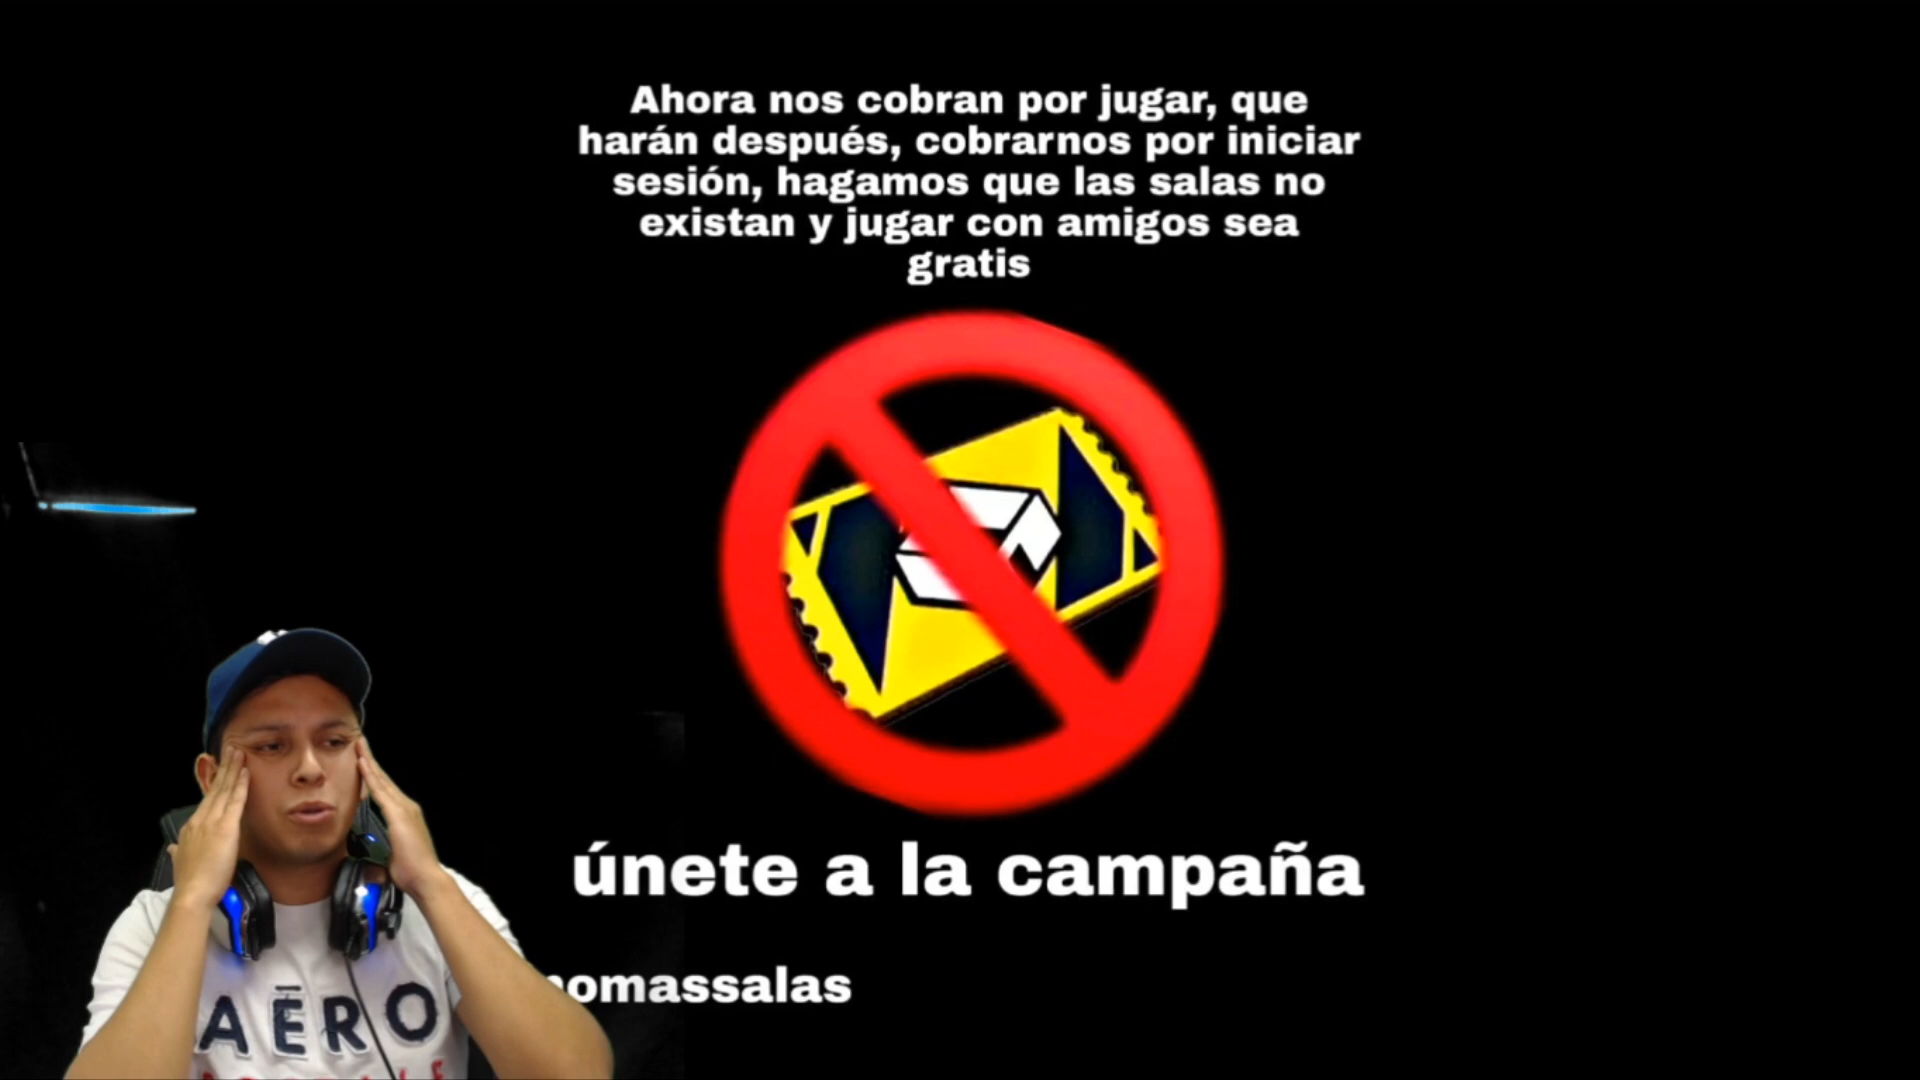 Ahora nos cobran por jugar, que
harán después, cobrarnos por iniciar
sesión, hagamos que las salas no
existan y jugar con amigos sea
gratis
únete a la campaña
nomassalas
AĒRO